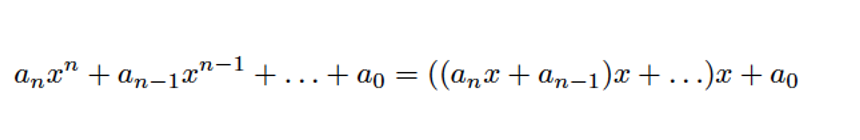 aₙxⁿ + aₙ₋₁xⁿ⁻¹ + . . . + a₀ = ((aₙx + aₙ₋₁)x + . . .)x + a₀